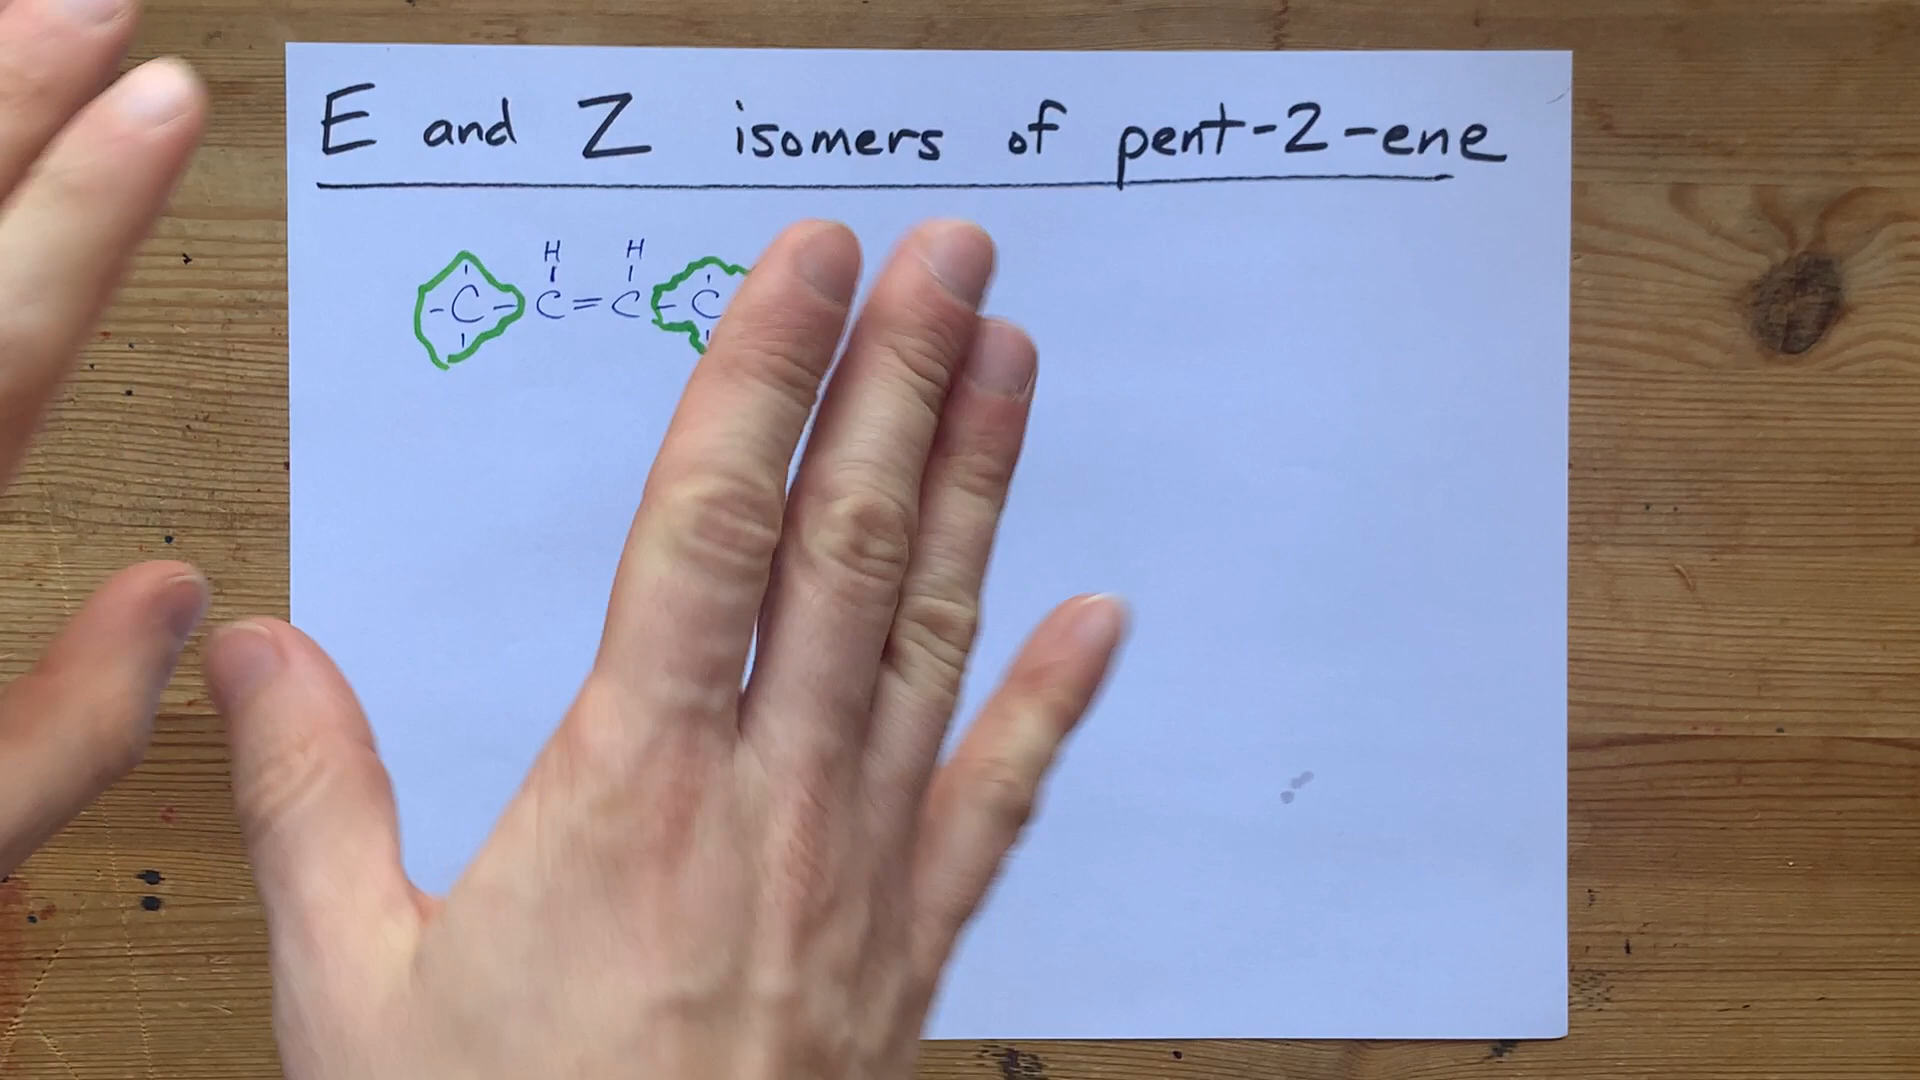 E and Z isomers of pent-2-ene
H H
-C-C=C-C